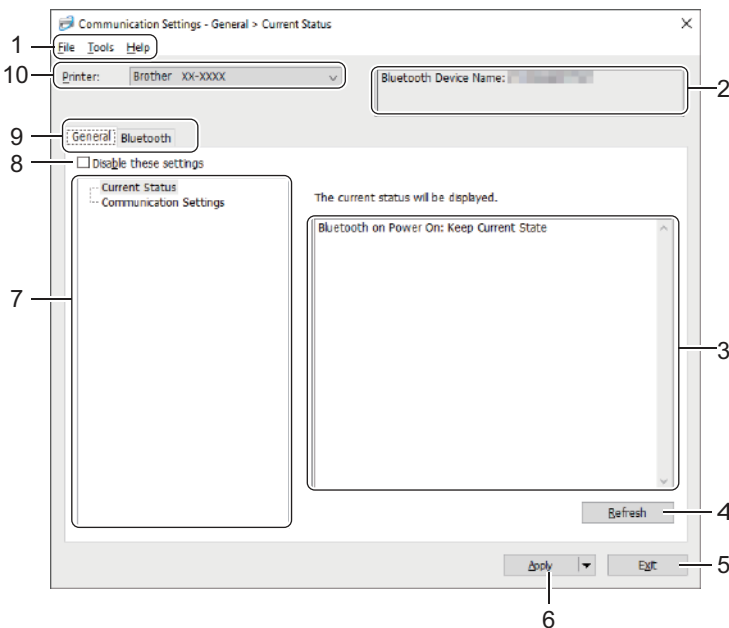 Communication Settings - General > Current Status
1
File Tools Help
10
Printer: Brother XX-XXXX
Bluetooth Device Name:
2
9
General Bluetooth
8
Disable these settings
Current Status
Communication Settings
The current status will be displayed.
Bluetooth on Power On: Keep Current State
7
3
Refresh
4
Apply
Exit
5
6